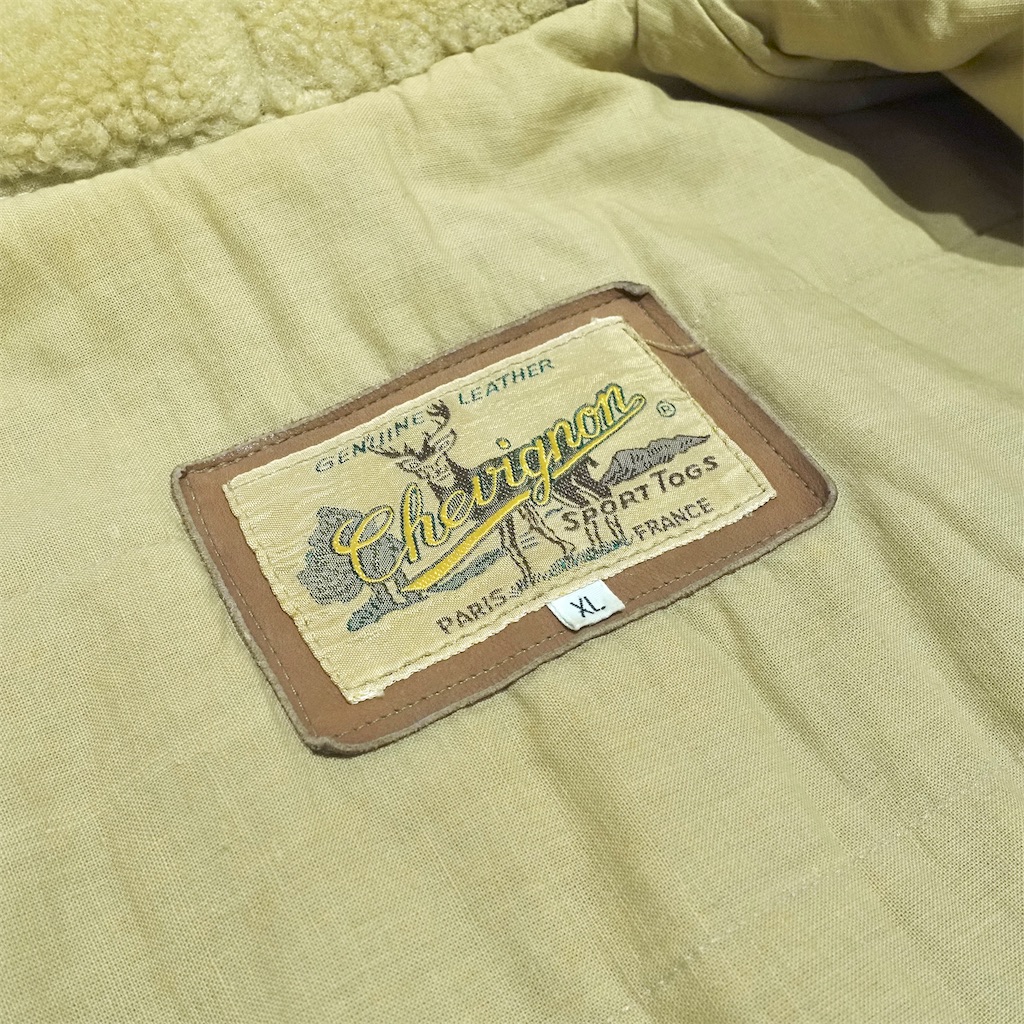 GENUINE LEATHER
Chevignon ®
SPORT TOGS
PARIS FRANCE
XL